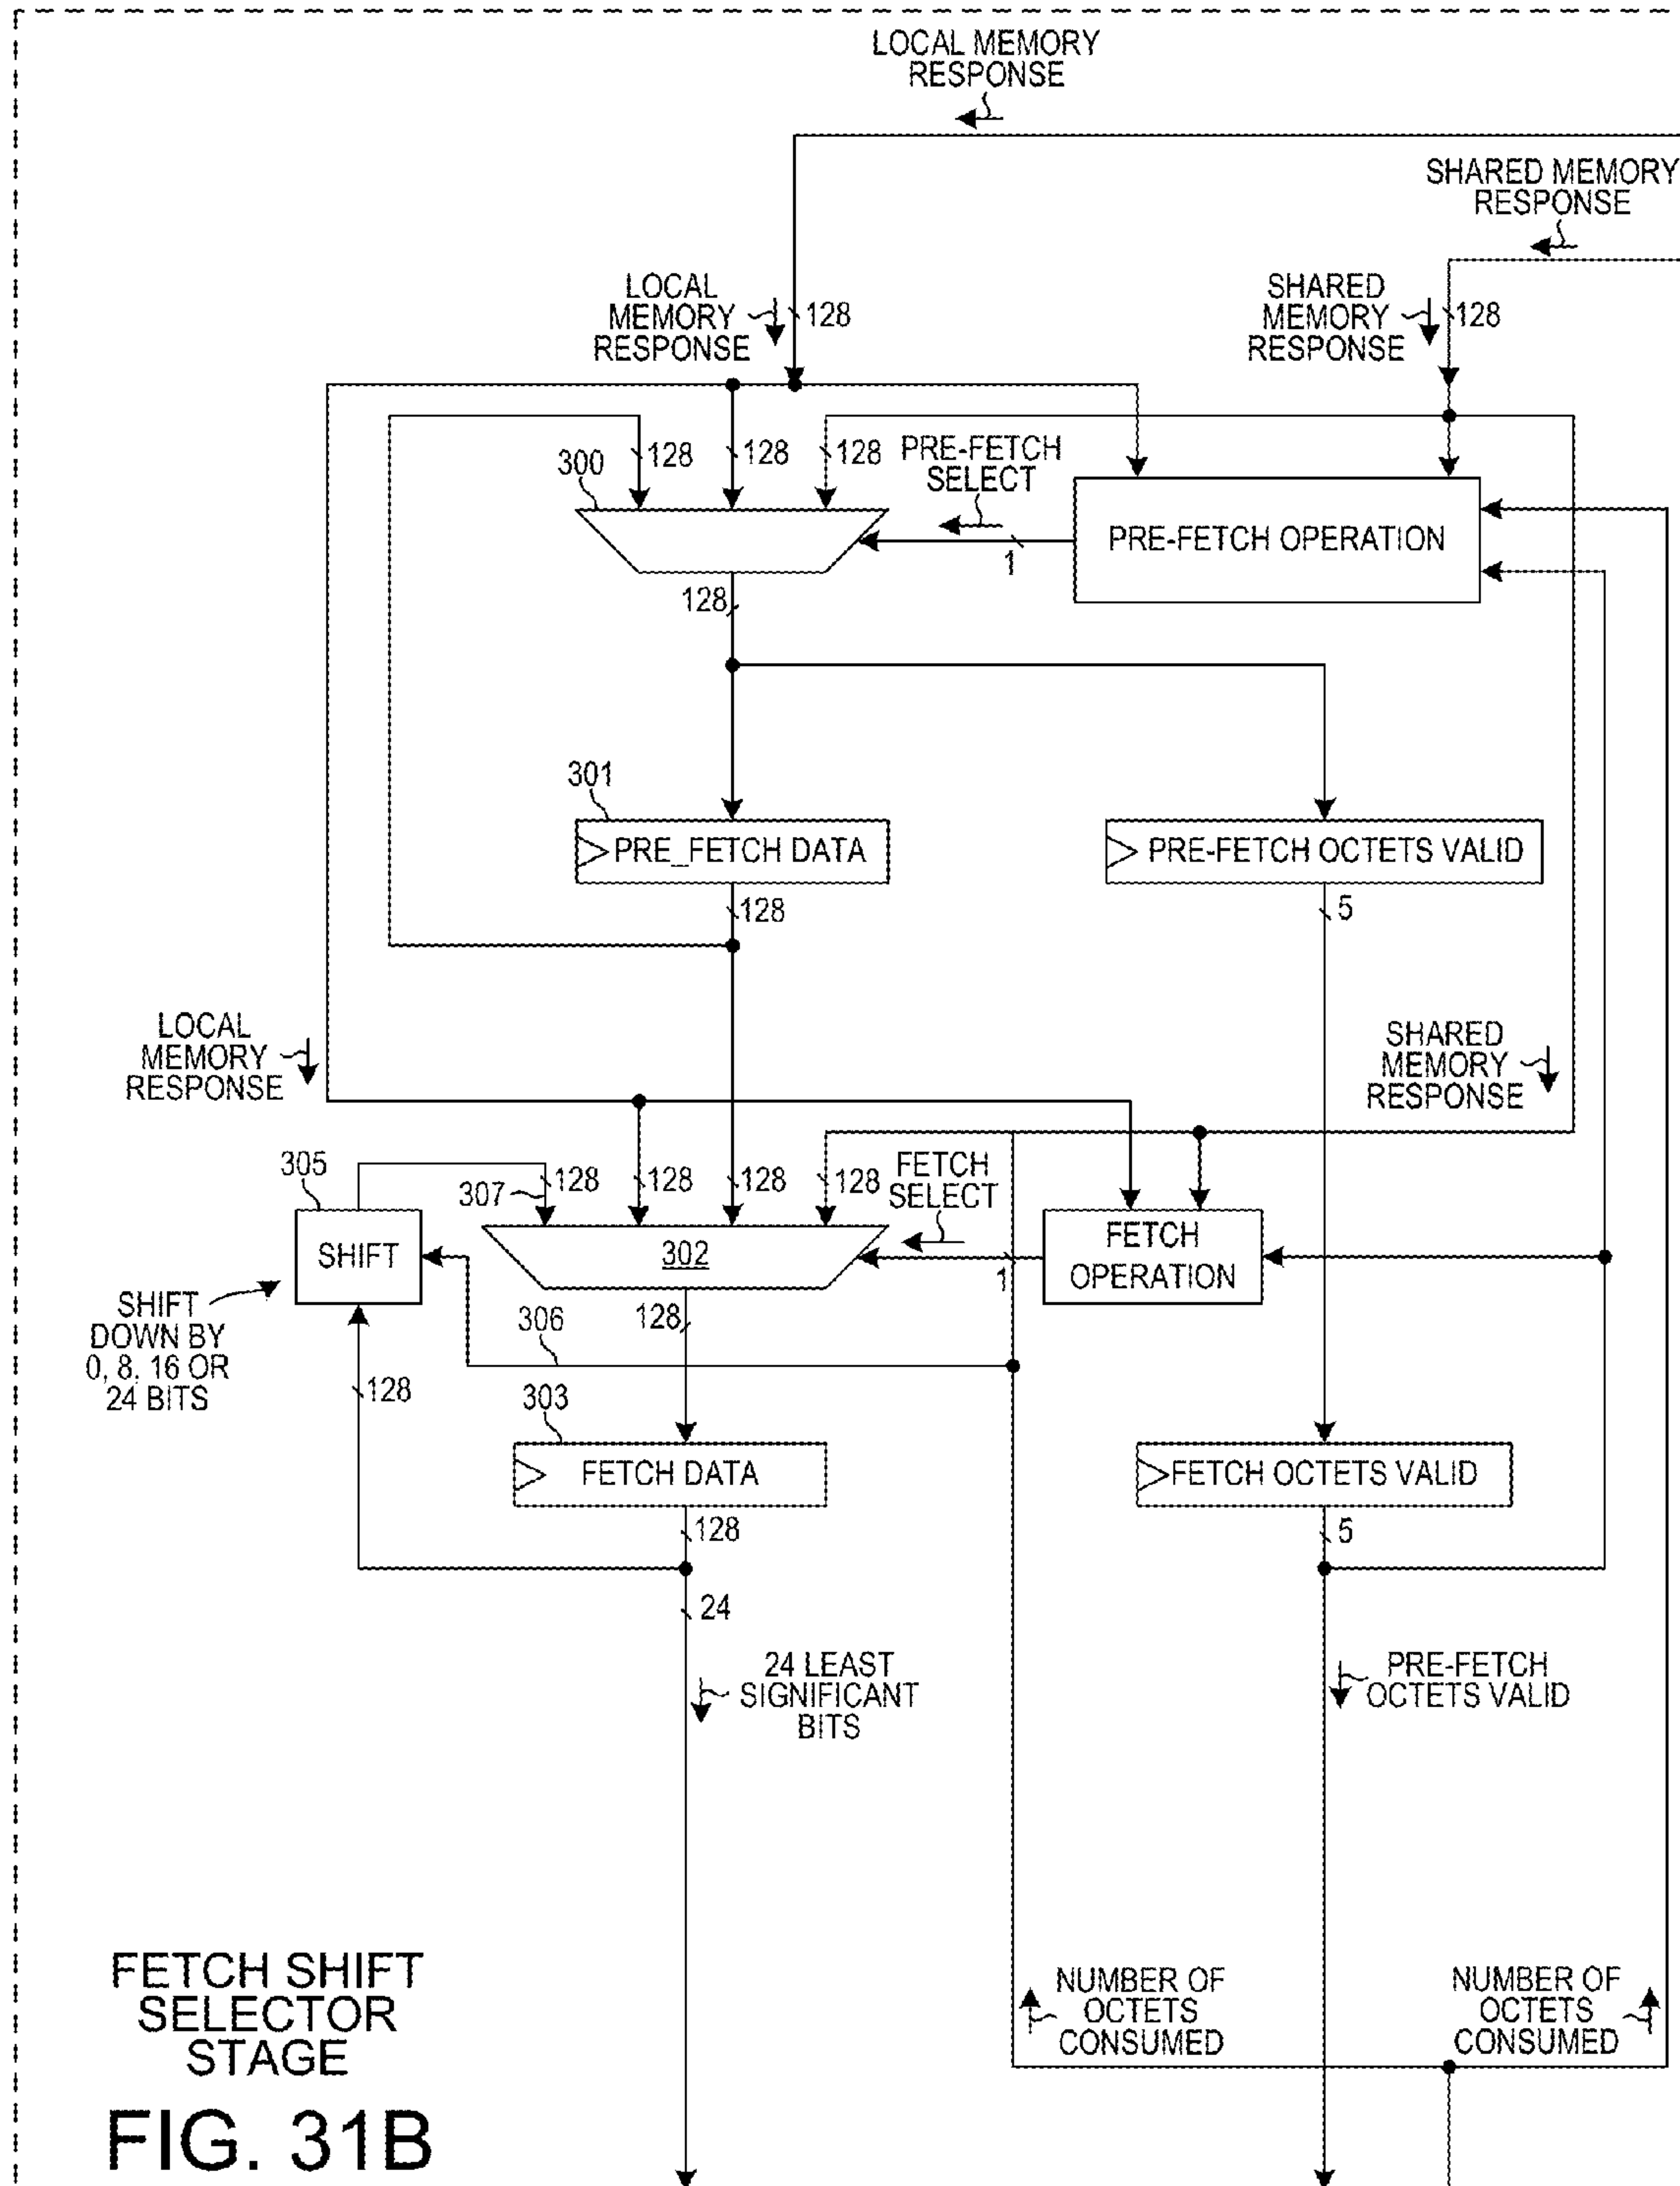 LOCAL MEMORY
RESPONSE
SHARED MEMORY
RESPONSE
LOCAL
MEMORY
RESPONSE
128
SHARED
MEMORY
RESPONSE
128
300
128
128
128
PRE-FETCH
SELECT
1
PRE-FETCH OPERATION
128
301
PRE_FETCH DATA
PRE-FETCH OCTETS VALID
128
5
LOCAL
MEMORY
RESPONSE
SHARED
MEMORY
RESPONSE
305
307
128
128
128
128
FETCH
SELECT
SHIFT
302
1
FETCH
OPERATION
SHIFT
DOWN BY
0, 8, 16 OR
24 BITS
128
306
128
303
FETCH DATA
FETCH OCTETS VALID
128
5
24
24 LEAST
SIGNIFICANT
BITS
PRE-FETCH
OCTETS VALID
NUMBER OF
OCTETS
CONSUMED
NUMBER OF
OCTETS
CONSUMED
FETCH SHIFT
SELECTOR
STAGE
FIG. 31B